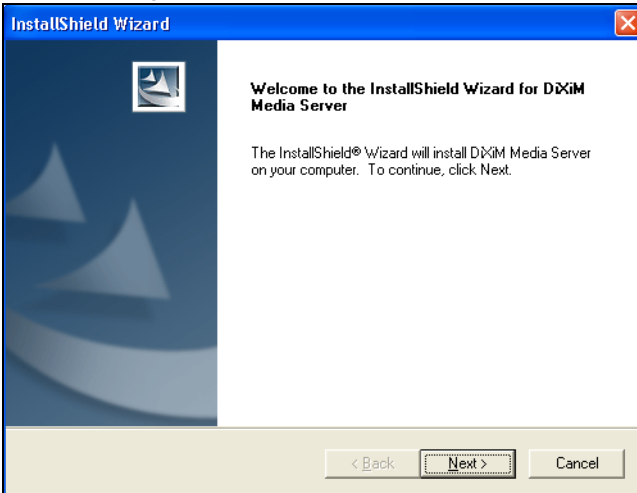 InstallShield Wizard
Welcome to the InstallShield Wizard for DiXiM
Media Server
The InstallShield® Wizard will install DiXiM Media Server
on your computer. To continue, click Next.
< Back
Next >
Cancel